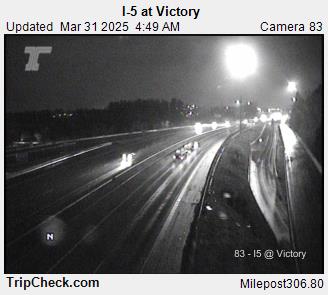 I-5 at Victory
Updated Mar 31 2025 4:49 AM Camera 83
T
N
83 - I5 @ Victory
TripCheck.com Milepost306.80